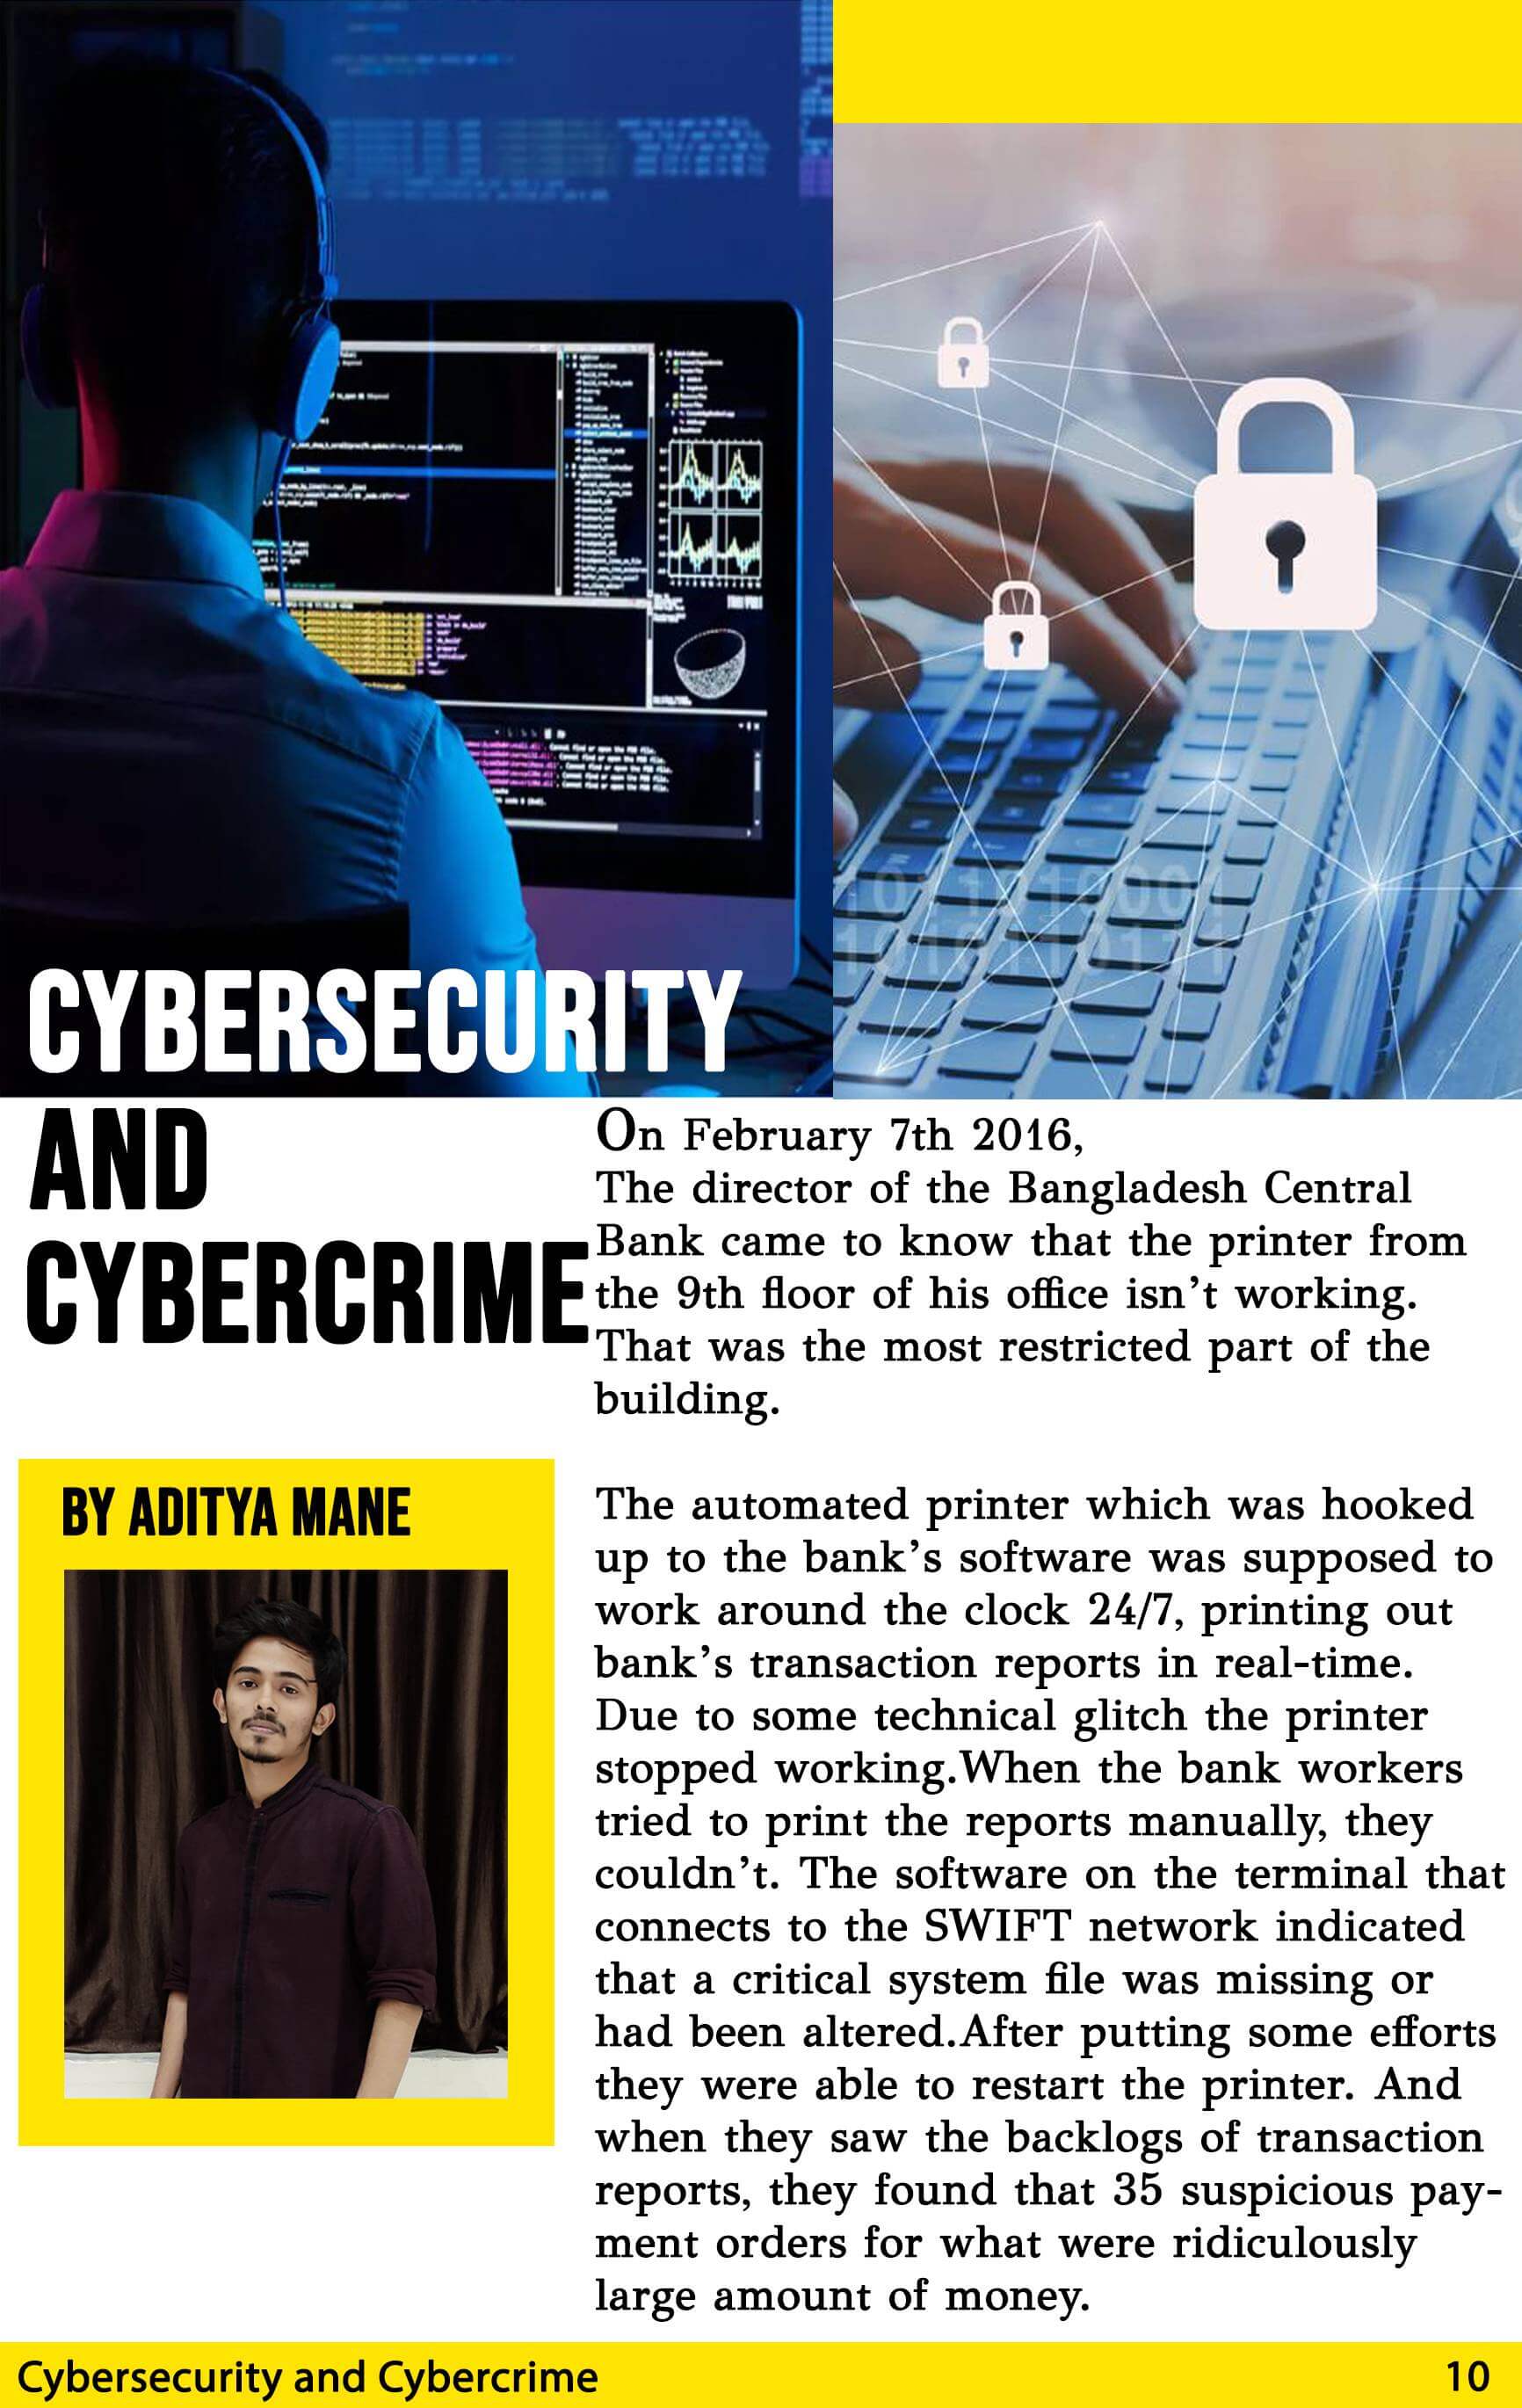 CYBERSECURITY
AND
CYBERCRIME
BY ADITYA MANE
On February 7th 2016,
The director of the Bangladesh Central
Bank came to know that the printer from
the 9th floor of his office isn’t working.
That was the most restricted part of the
building.
The automated printer which was hooked
up to the bank’s software was supposed to
work around the clock 24/7, printing out
bank’s transaction reports in real-time.
Due to some technical glitch the printer
stopped working.When the bank workers
tried to print the reports manually, they
couldn’t. The software on the terminal that
connects to the SWIFT network indicated
that a critical system file was missing or
had been altered.After putting some efforts
they were able to restart the printer. And
when they saw the backlogs of transaction
reports, they found that 35 suspicious pay-
ment orders for what were ridiculously
large amount of money.
Cybersecurity and Cybercrime
10